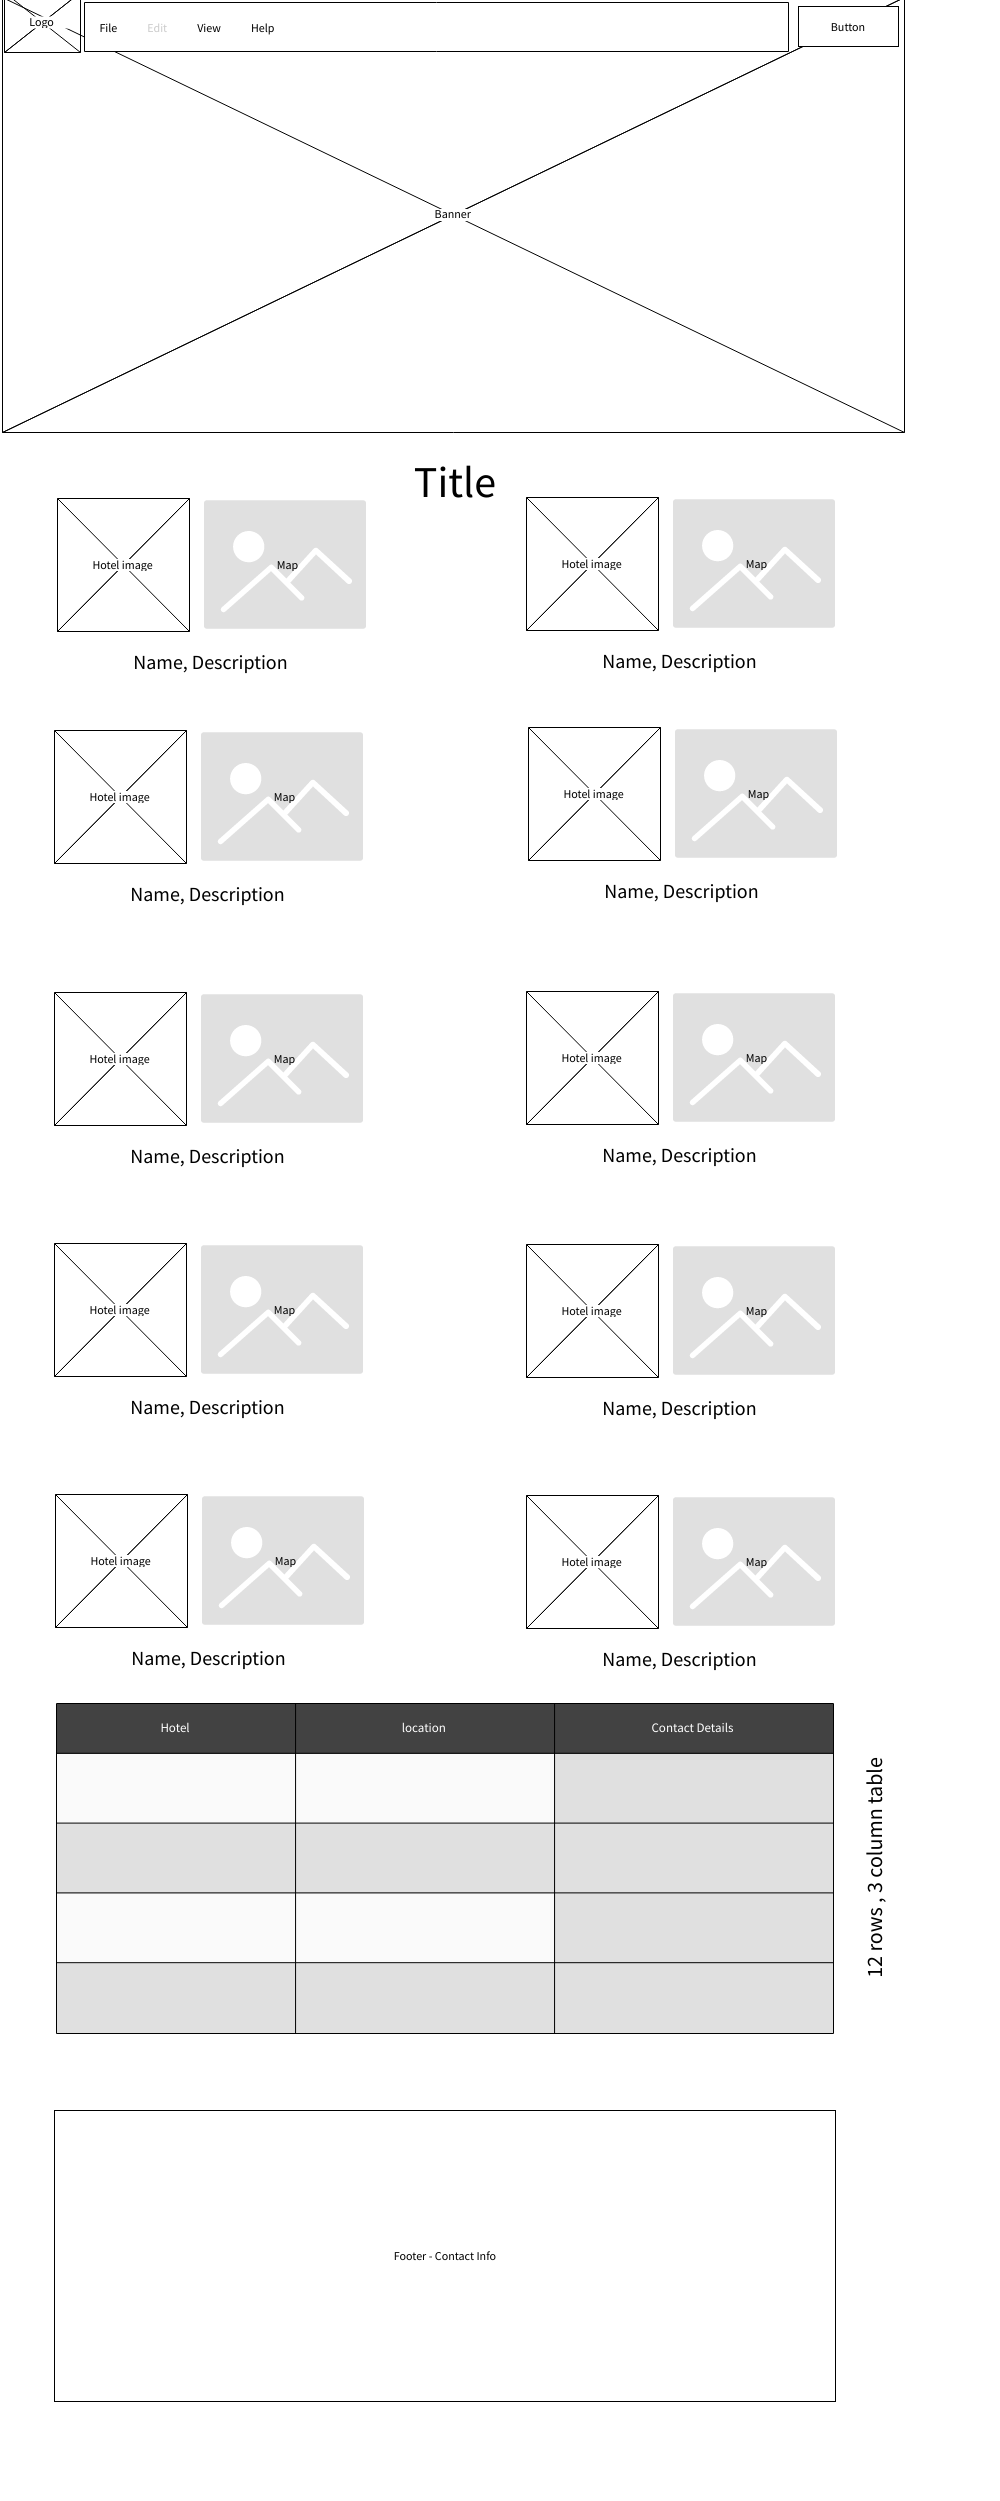 Logo
File Edit View Help
Button
Banner
Title
Hotel image
Map
Hotel image
Map
Name, Description
Name, Description
Hotel image
Map
Hotel image
Map
Name, Description
Name, Description
Hotel image
Map
Hotel image
Map
Name, Description
Name, Description
Hotel image
Map
Hotel image
Map
Name, Description
Name, Description
Hotel image
Map
Hotel image
Map
Name, Description
Name, Description
Hotel location Contact Details
12 rows , 3 column table
Footer - Contact Info